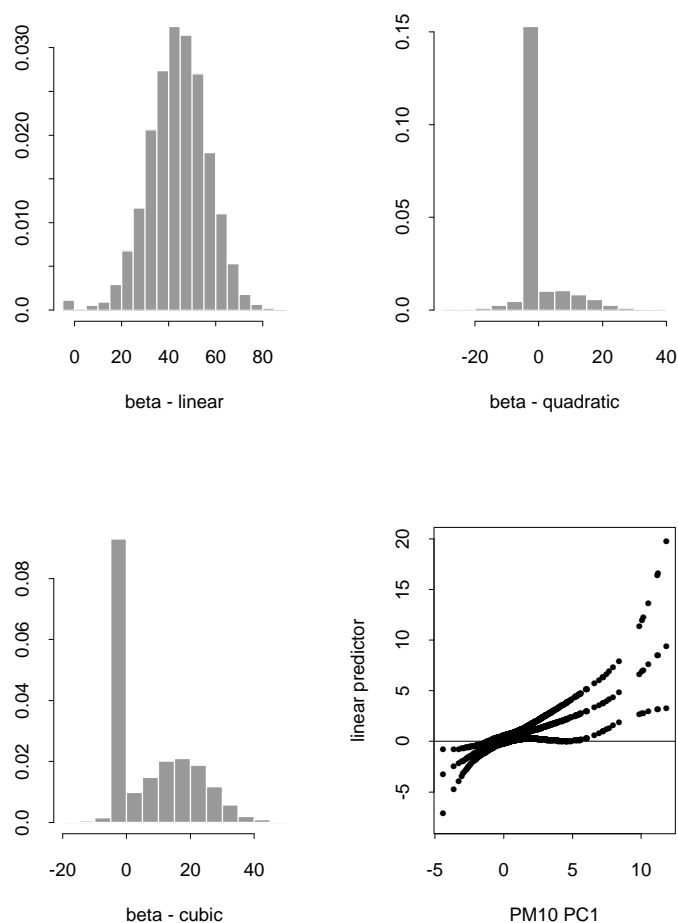 0.0 0.010 0.020 0.030
0 20 40 60 80
beta - linear
0.0 0.05 0.10 0.15
-20 0 20 40
beta - quadratic
0.0 0.02 0.04 0.06 0.08
-20 0 20 40
beta - cubic
linear predictor
-5 0 5 10 15 20
-5 0 5 10
PM10 PC1